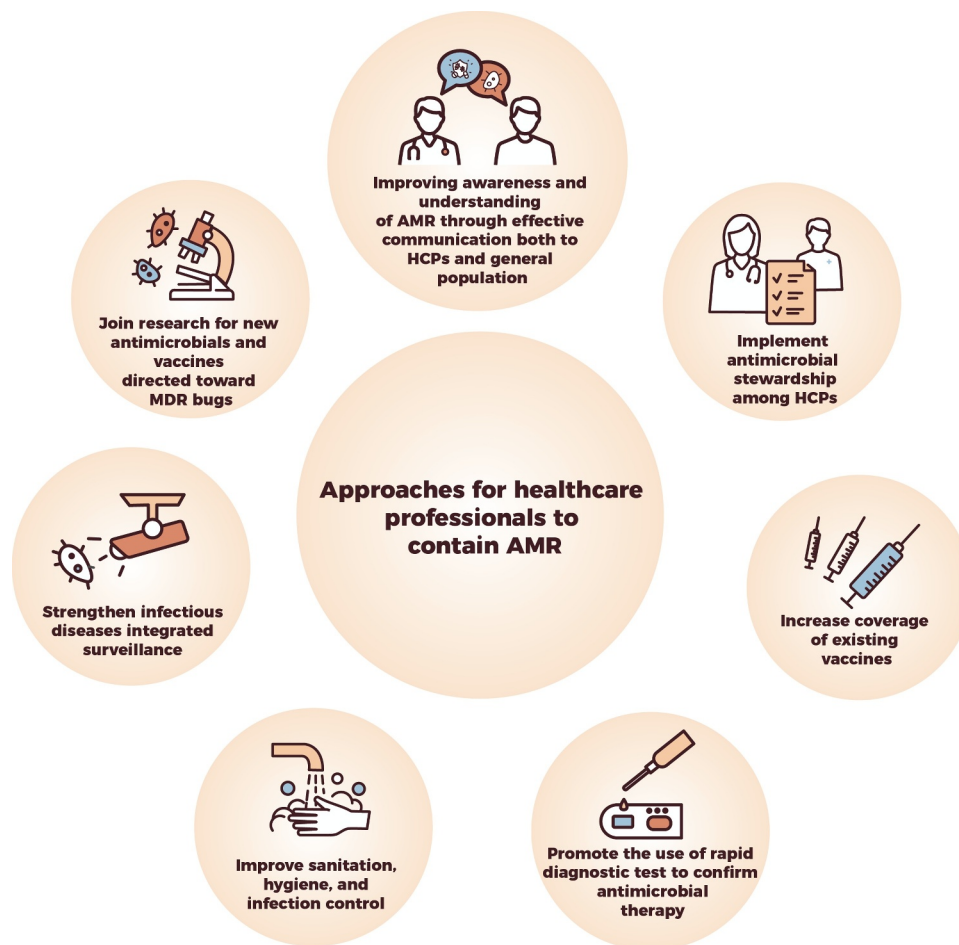 Improving awareness and
understanding
of AMR through effective
communication both to
HCPs and general
population
Join research for new
antimicrobials and
vaccines
directed toward
MDR bugs
Implement
antimicrobial
stewardship
among HCPs
Approaches for healthcare
professionals to
contain AMR
Strengthen infectious
diseases integrated
surveillance
Increase coverage
of existing
vaccines
Improve sanitation,
hygiene, and
infection control
Promote the use of rapid
diagnostic test to confirm
antimicrobial
therapy